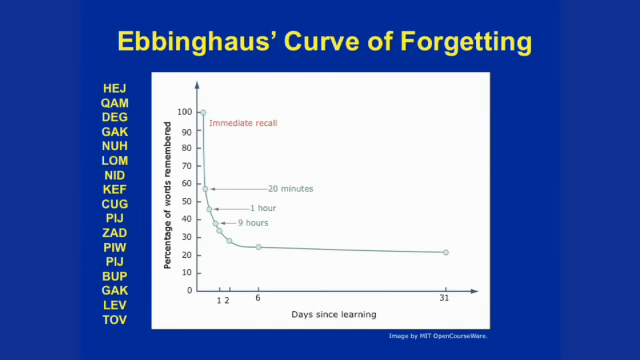 Ebbinghaus' Curve of Forgetting
HEJ
QAM
DEG
GAK
NUH
LOM
NID
KEF
CUG
PIJ
ZAD
PIW
PIJ
BUP
GAK
LEV
TOV
Percentage of words remembered
100
90
80
70
60
50
40
30
20
10
0
Immediate recall
20 minutes
1 hour
9 hours
1 2 6 31
Days since learning
Image by MIT OpenCourseWare.